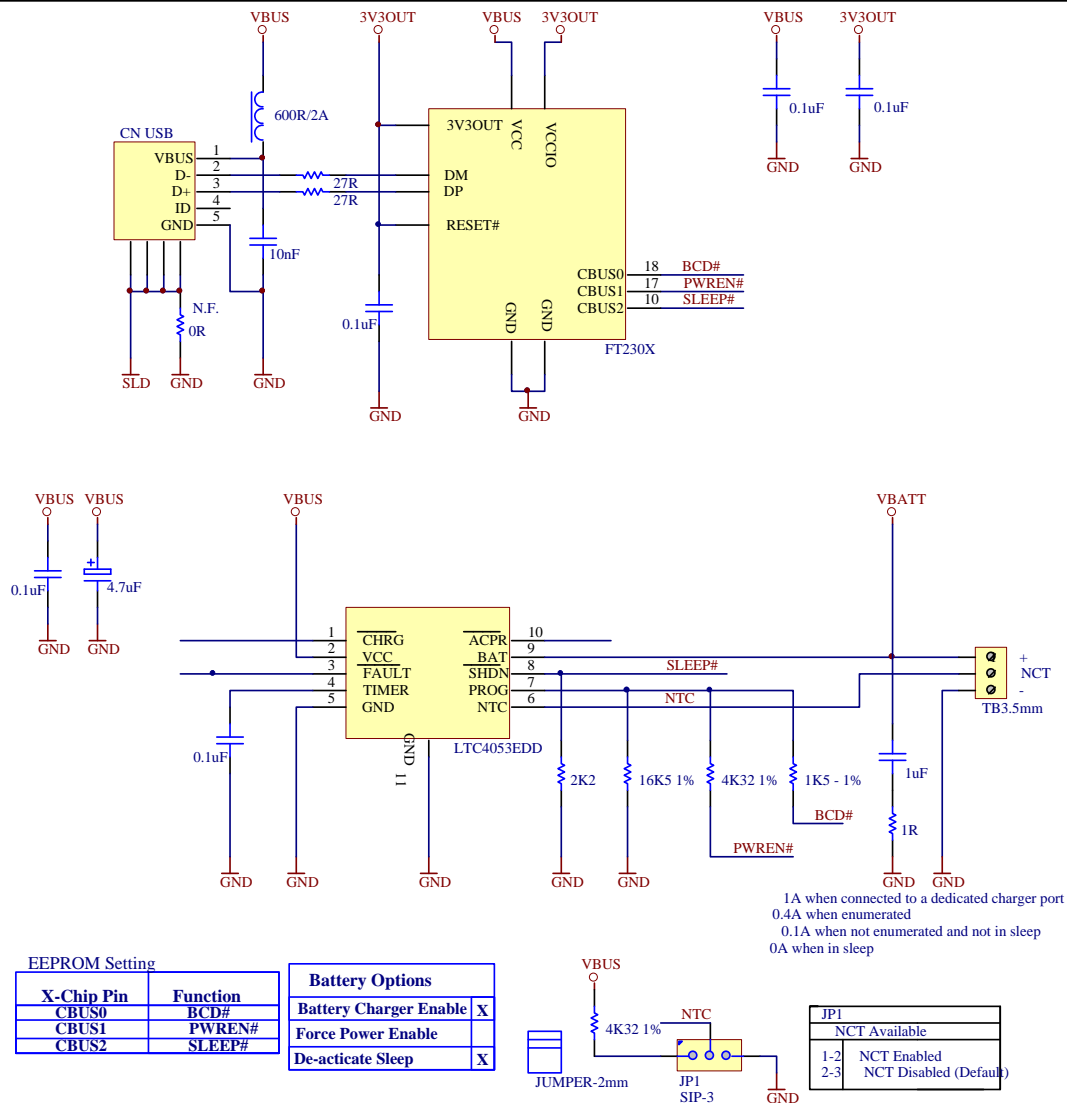 VBUS
3V3OUT
VBUS
3V3OUT
VBUS
3V3OUT
600R/2A
0.1uF
0.1uF
CN USB
3V3OUT
VCC
VCCIO
VBUS
1
D-
2
D+
3
ID
4
GND
5
27R
27R
DM
DP
RESET#
GND
GND
10nF
CBUS0
18
BCD#
CBUS1
17
PWREN#
CBUS2
10
SLEEP#
GND
GND
N.F.
0R
0.1uF
FT230X
SLD
GND
GND
GND
GND
VBUS
VBUS
VBUS
VBATT
0.1uF
4.7uF
GND
GND
1
CHRG
2
VCC
3
FAULT
4
TIMER
5
GND
ACPR
10
BAT
9
SHDN
8
SLEEP#
PROG
7
NTC
6
NTC
GND
11
LTC4053EDD
+
NCT
-
TB3.5mm
0.1uF
2K2
16K5 1%
4K32 1%
1K5 - 1%
1uF
BCD#
1R
PWREN#
GND
GND
GND
GND
GND
GND
GND
1A when connected to a dedicated charger port
0.4A when enumerated
0.1A when not enumerated and not in sleep
0A when in sleep
EEPROM Setting
X-Chip Pin Function
CBUS0 BCD#
CBUS1 PWREN#
CBUS2 SLEEP#
Battery Options
Battery Charger Enable X
Force Power Enable
De-acticate Sleep X
VBUS
4K32 1%
NTC
JUMPER-2mm
JP1
SIP-3
GND
JP1
NCT Available
1-2 NCT Enabled
2-3 NCT Disabled (Default)